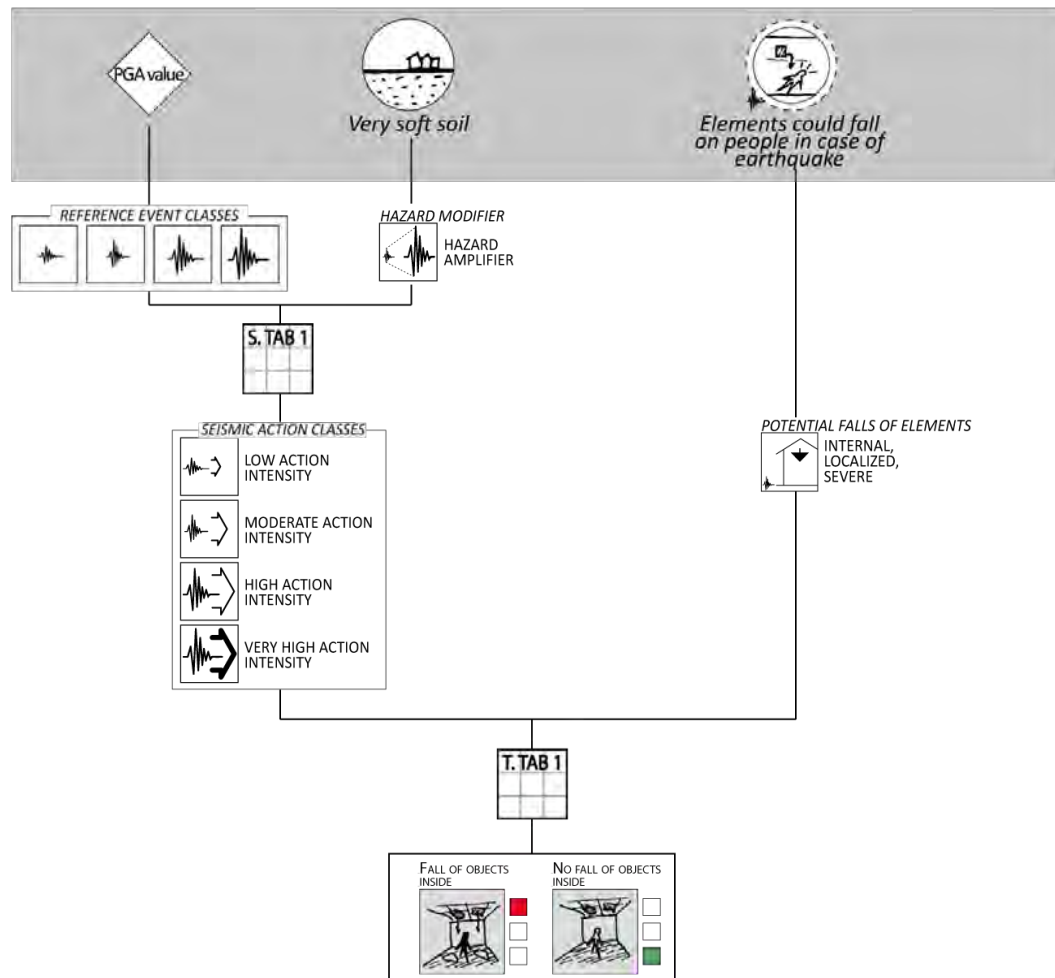 PGA value
Very soft soil
Elements could fall
on people in case of
earthquake
REFERENCE EVENT CLASSES
HAZARD MODIFIER
HAZARD
AMPLIFIER
S. TAB 1
SEISMIC ACTION CLASSES
LOW ACTION
INTENSITY
MODERATE ACTION
INTENSITY
HIGH ACTION
INTENSITY
VERY HIGH ACTION
INTENSITY
POTENTIAL FALLS OF ELEMENTS
INTERNAL,
LOCALIZED,
SEVERE
T. TAB 1
FALL OF OBJECTS
INSIDE
NO FALL OF OBJECTS
INSIDE